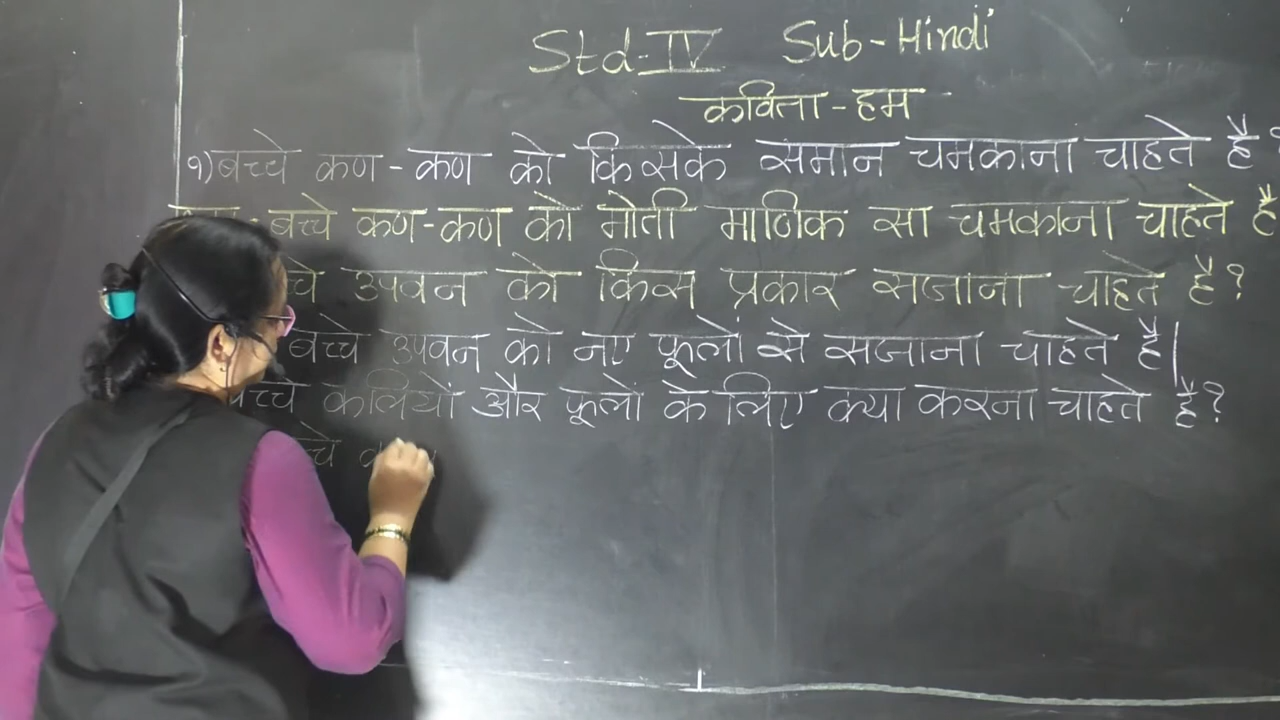 Std-IV Sub-Hindi
कविता-हम
१) बच्चे कण-कण को किसके समान चमकाना चाहते है?
- बच्चे कण-कण को मोती माणिक सा चमकाना चाहते है
उपवन को किस प्रकार सजाना चाहते है?
बच्चे उपवन को नए फूलों से सजाना चाहते है|
बच्चे कलियों और फूलों के लिए क्या करना चाहते है?